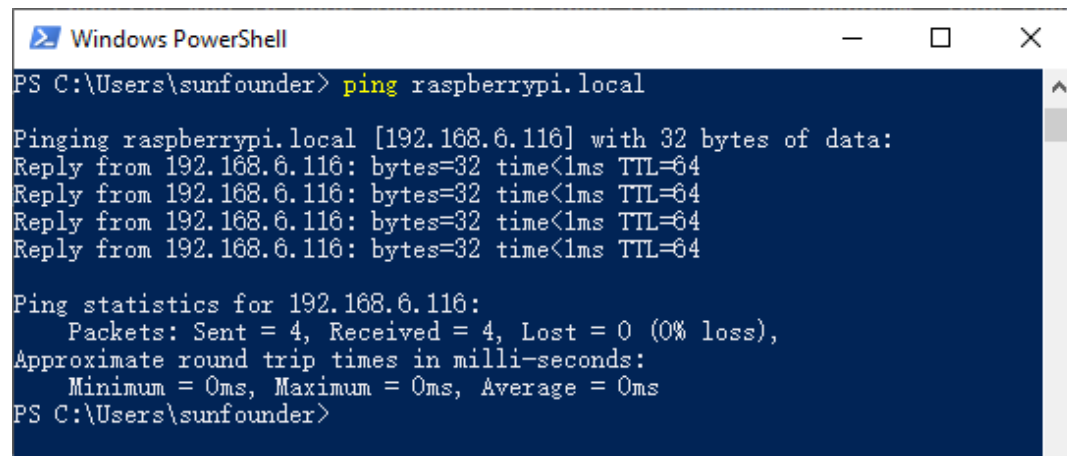 Windows PowerShell
PS C:\Users\sunfounder> ping raspberrypi.local
Pinging raspberrypi.local [192.168.6.116] with 32 bytes of data:
Reply from 192.168.6.116: bytes=32 time<1ms TTL=64
Reply from 192.168.6.116: bytes=32 time<1ms TTL=64
Reply from 192.168.6.116: bytes=32 time<1ms TTL=64
Reply from 192.168.6.116: bytes=32 time<1ms TTL=64
Ping statistics for 192.168.6.116:
    Packets: Sent = 4, Received = 4, Lost = 0 (0% loss),
Approximate round trip times in milli-seconds:
    Minimum = 0ms, Maximum = 0ms, Average = 0ms
PS C:\Users\sunfounder>